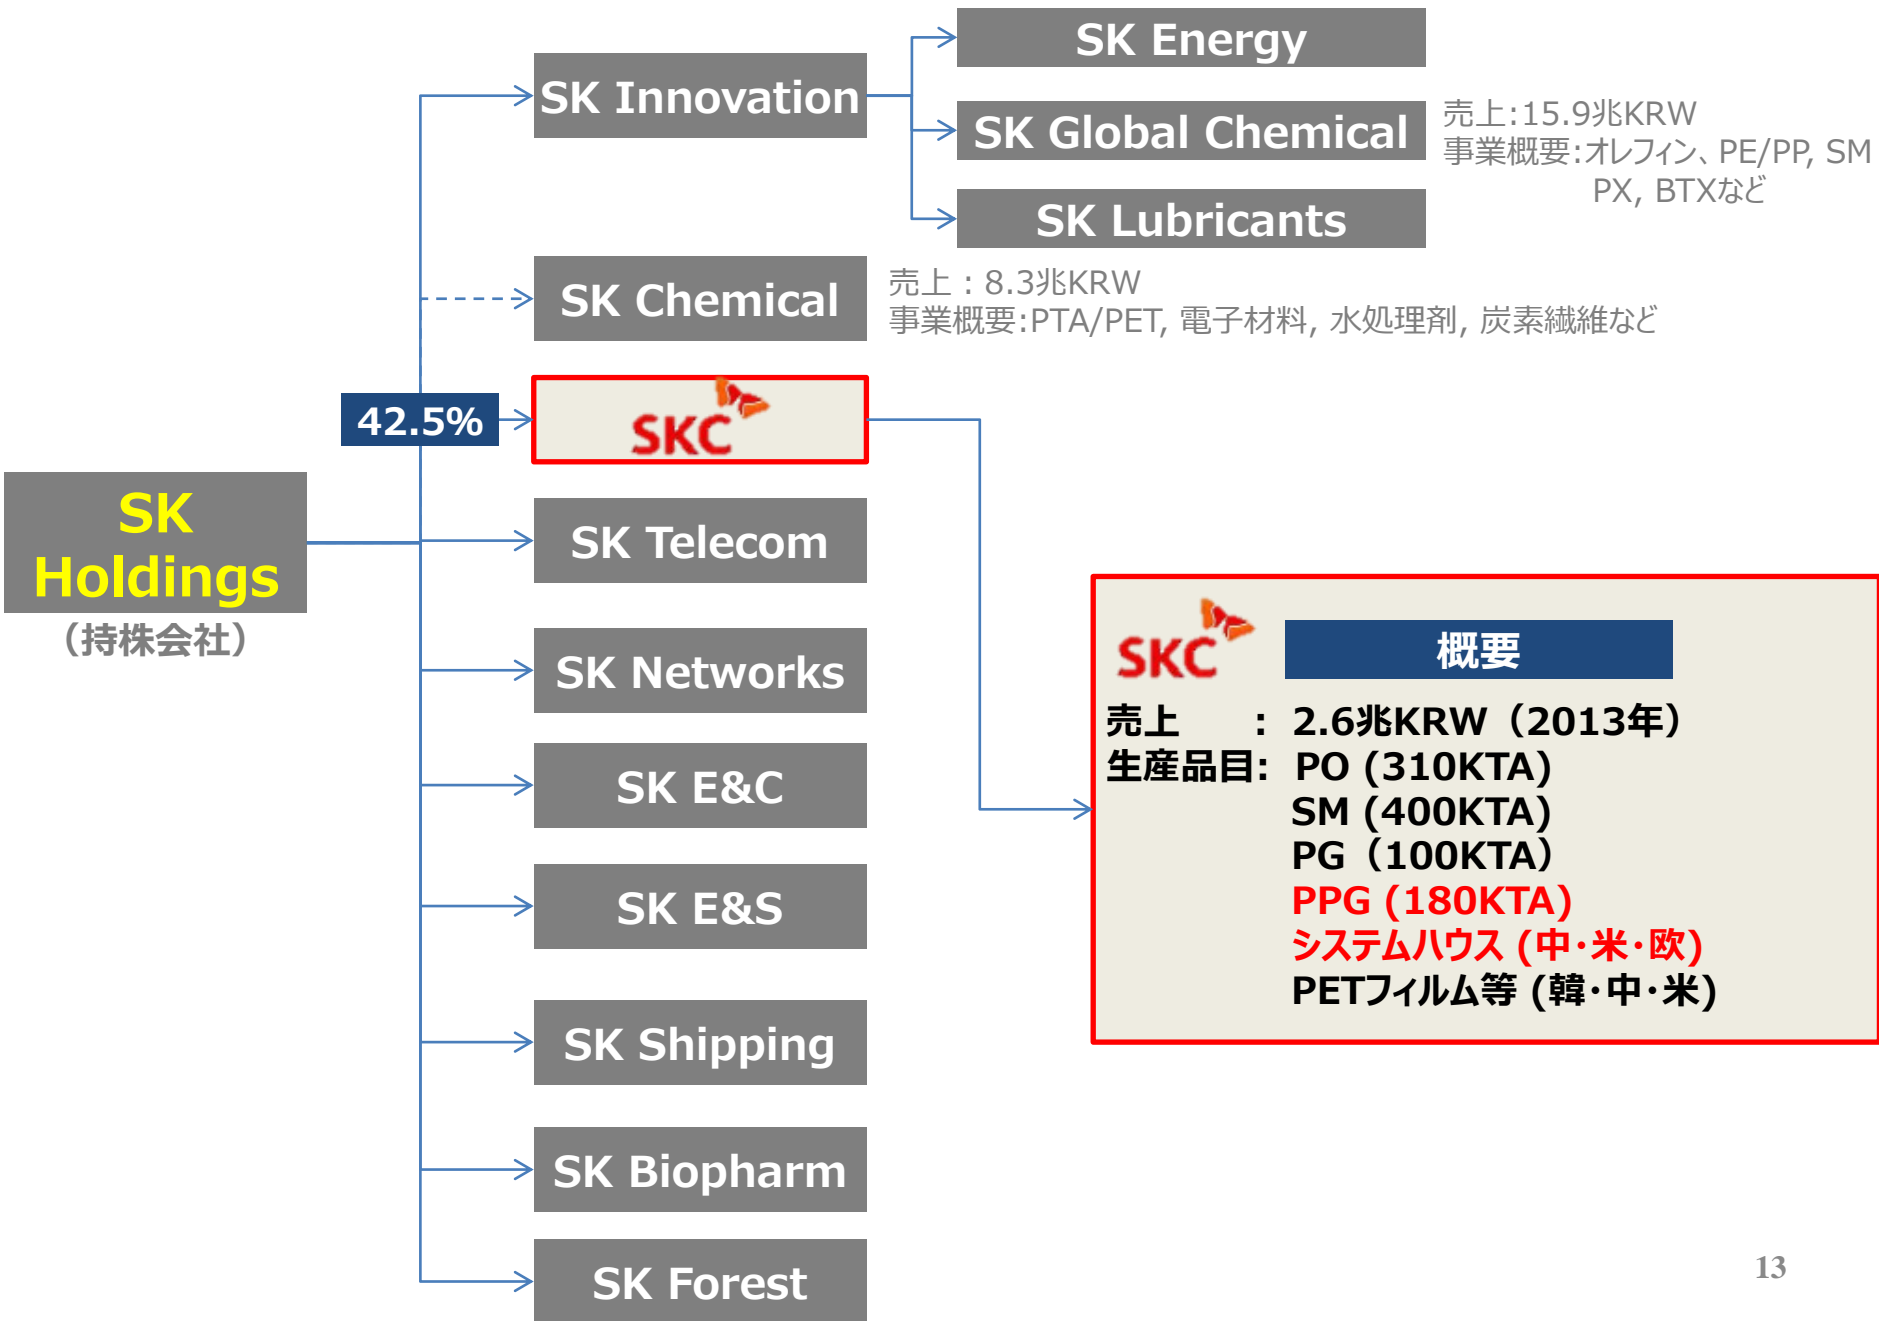 SK Energy
SK Innovation
SK Global Chemical
売上:15.9兆KRW
事業概要:オレフィン、PE/PP, SM
PX, BTXなど
SK Lubricants
SK Chemical
売上：8.3兆KRW
事業概要:PTA/PET, 電子材料, 水処理剤, 炭素繊維など
42.5%
SKC
SK
Holdings
（持株会社）
SK Telecom
SK Networks
SK E&C
SK E&S
SK Shipping
SK Biopharm
SK Forest
SKC
概要
売上 : 2.6兆KRW（2013年）
生産品目: PO (310KTA)
SM (400KTA)
PG（100KTA）
PPG (180KTA)
システムハウス (中・米・欧)
PETフィルム等 (韓・中・米)
13